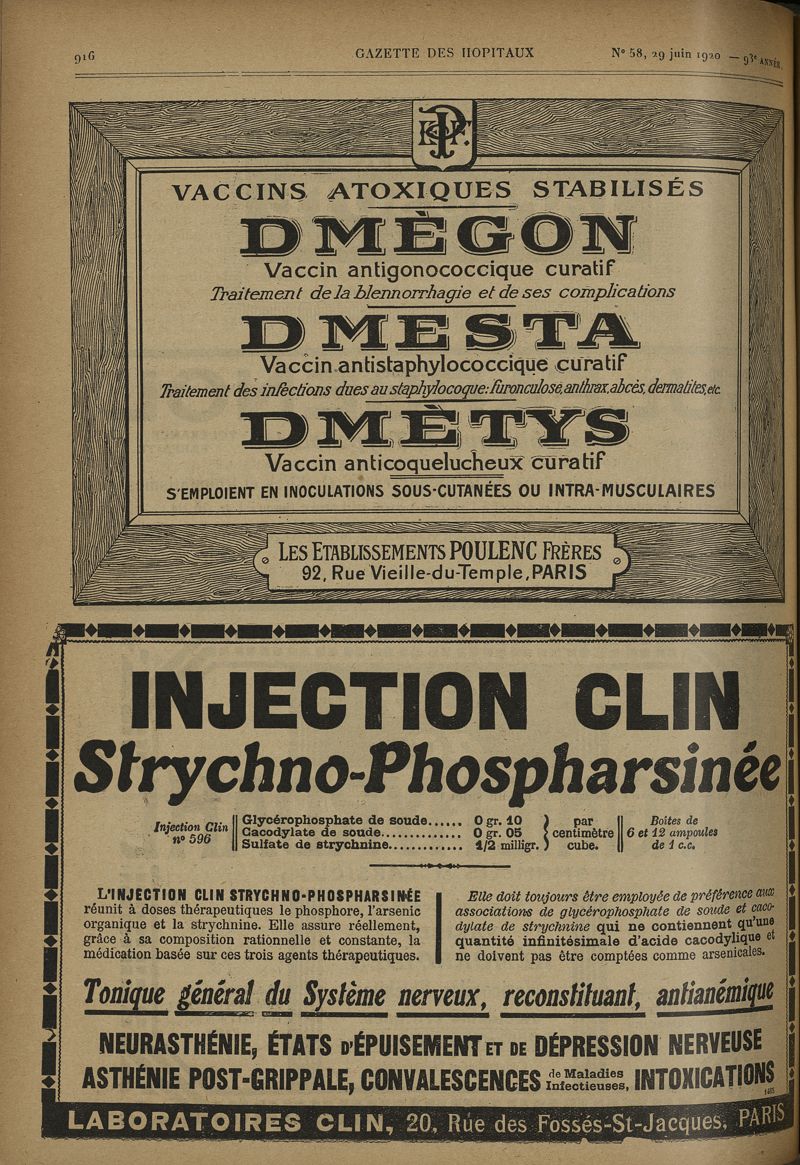 916
GAZETTE DES HOPITAUX
N° 58, 29 juin 1920 — 93e ANNÉE.
VACCINS ATOXIQUES STABILISÉS
DMÈGON
Vaccin antigonococcique curatif
Traitement de la blennorrhagie et de ses complications
DMESTA
Vaccin antistaphylococcique curatif
Traitement des infections dues au staphylocoque: furonculose, anthrax, abcès, dermatites, etc.
DMÈTYS
Vaccin anticoquelucheux curatif
S'EMPLOIENT EN INOCULATIONS SOUS-CUTANÉES OU INTRA-MUSCULAIRES
LES ETABLISSEMENTS POULENC FRÈRES
92, Rue Vieille-du-Temple, PARIS
INJECTION CLIN
Strychno-Phospharsinée
Injection Clin
n° 596
Glycérophosphate de soude...... 0 gr. 10
Cacodylate de soude.............. 0 gr. 05
Sulfate de strychnine............. 1/2 milligr.
par
centimètre
cube.
Boîtes de
6 et 12 ampoules
de 1 c.c.
L'INJECTION CLIN STRYCHNO-PHOSPHARSINÉE
réunit à doses thérapeutiques le phosphore, l'arsenic
organique et la strychnine. Elle assure réellement,
grâce à sa composition rationnelle et constante, la
médication basée sur ces trois agents thérapeutiques.
Elle doit toujours être employée de préférence aux
associations de glycérophosphate de soude et caco-
dylate de strychnine qui ne contiennent qu'une
quantité infinitésimale d'acide cacodylique et
ne doivent pas être comptées comme arsenicales.
Tonique général du Système nerveux, reconstituant, antianémique
NEURASTHÉNIE, ÉTATS D'ÉPUISEMENT ET DE DÉPRESSION NERVEUSE
ASTHÉNIE POST-GRIPPALE, CONVALESCENCES de Maladies Infectieuses, INTOXICATIONS
LABORATOIRES CLIN, 20, Rue des Fossés-St-Jacques, PARIS